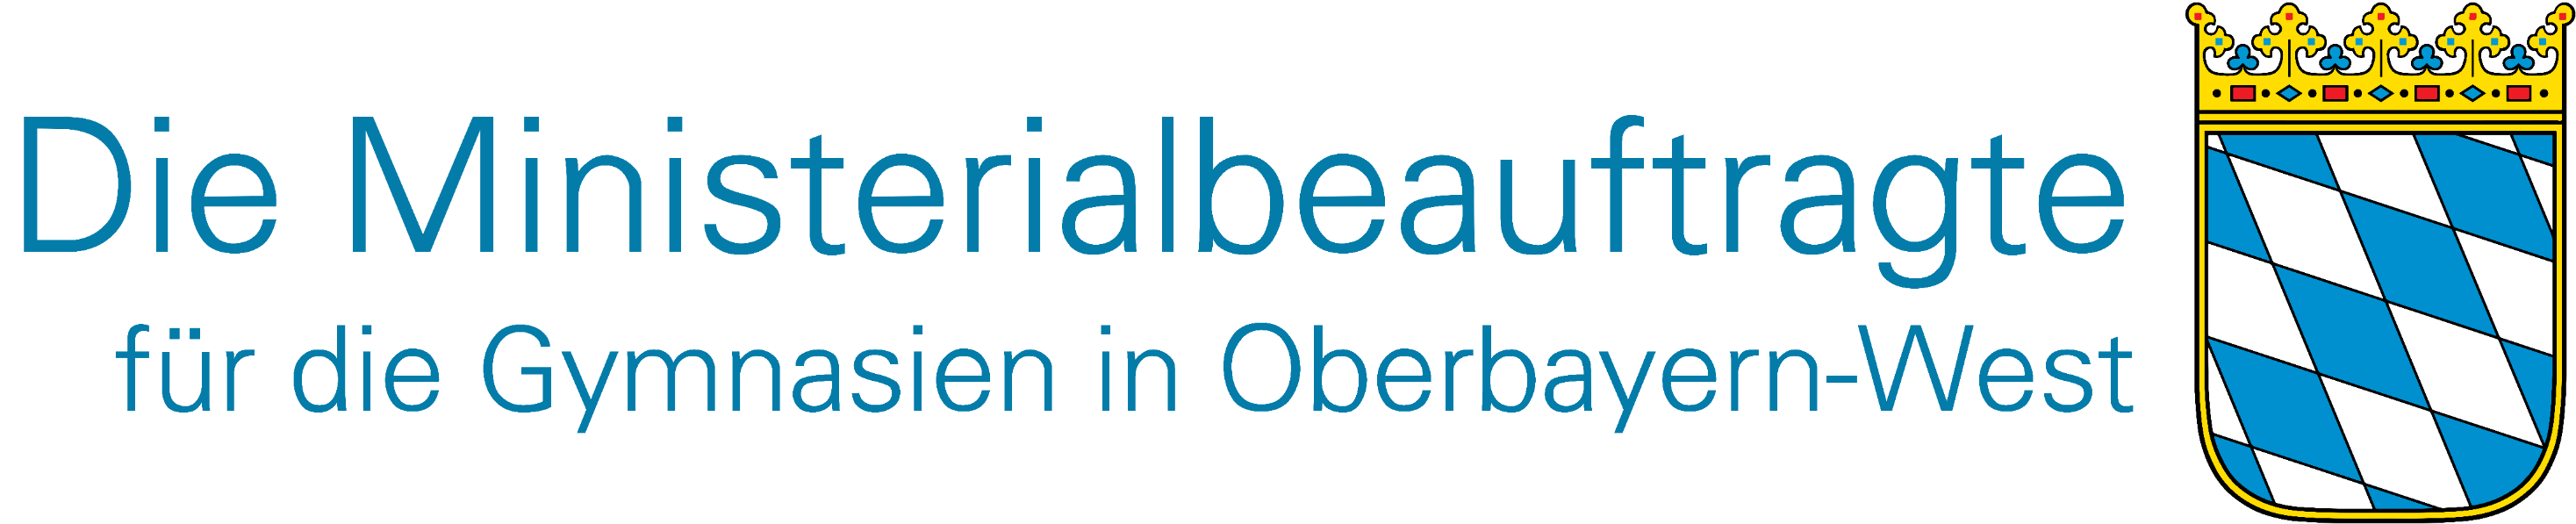 Die Ministerialbeauftragte
für die Gymnasien in Oberbayern-West